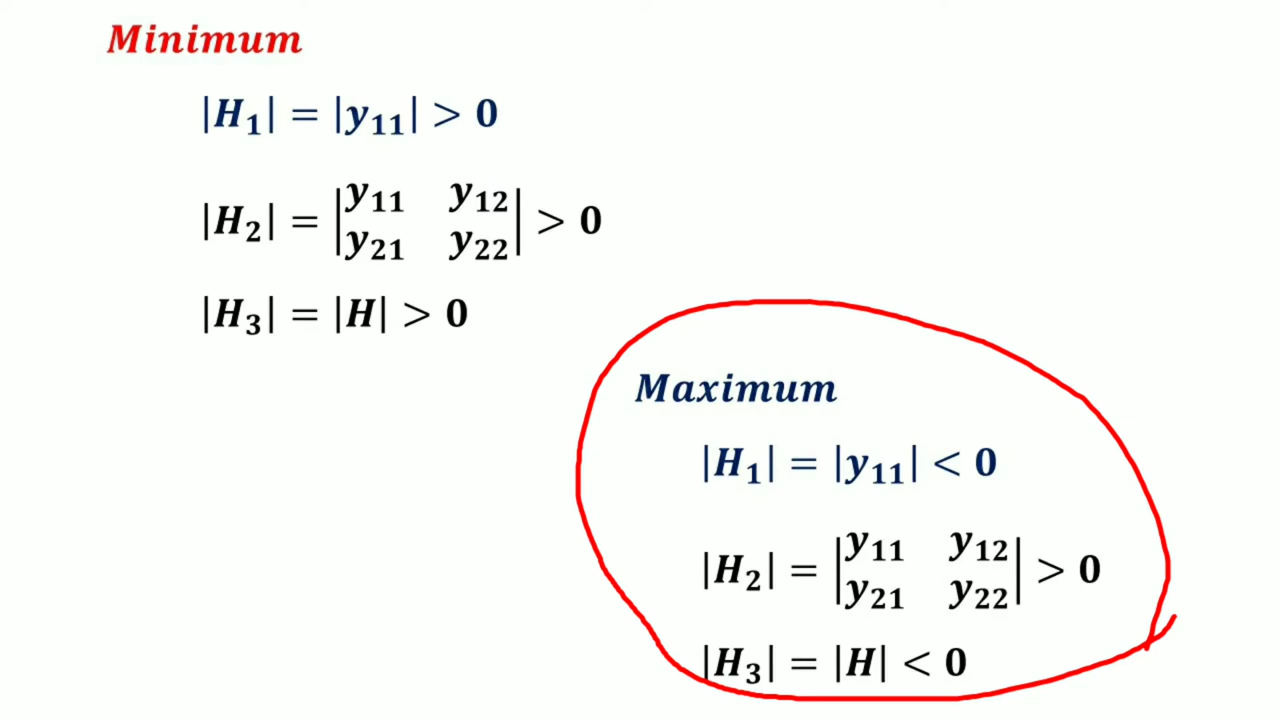 Minimum
|H₁| = |y₁₁| > 0
|H₂| = |y₁₁ y₁₂
y₂₁ y₂₂| > 0
|H₃| = |H| > 0
Maximum
|H₁| = |y₁₁| < 0
|H₂| = |y₁₁ y₁₂
y₂₁ y₂₂| > 0
|H₃| = |H| < 0